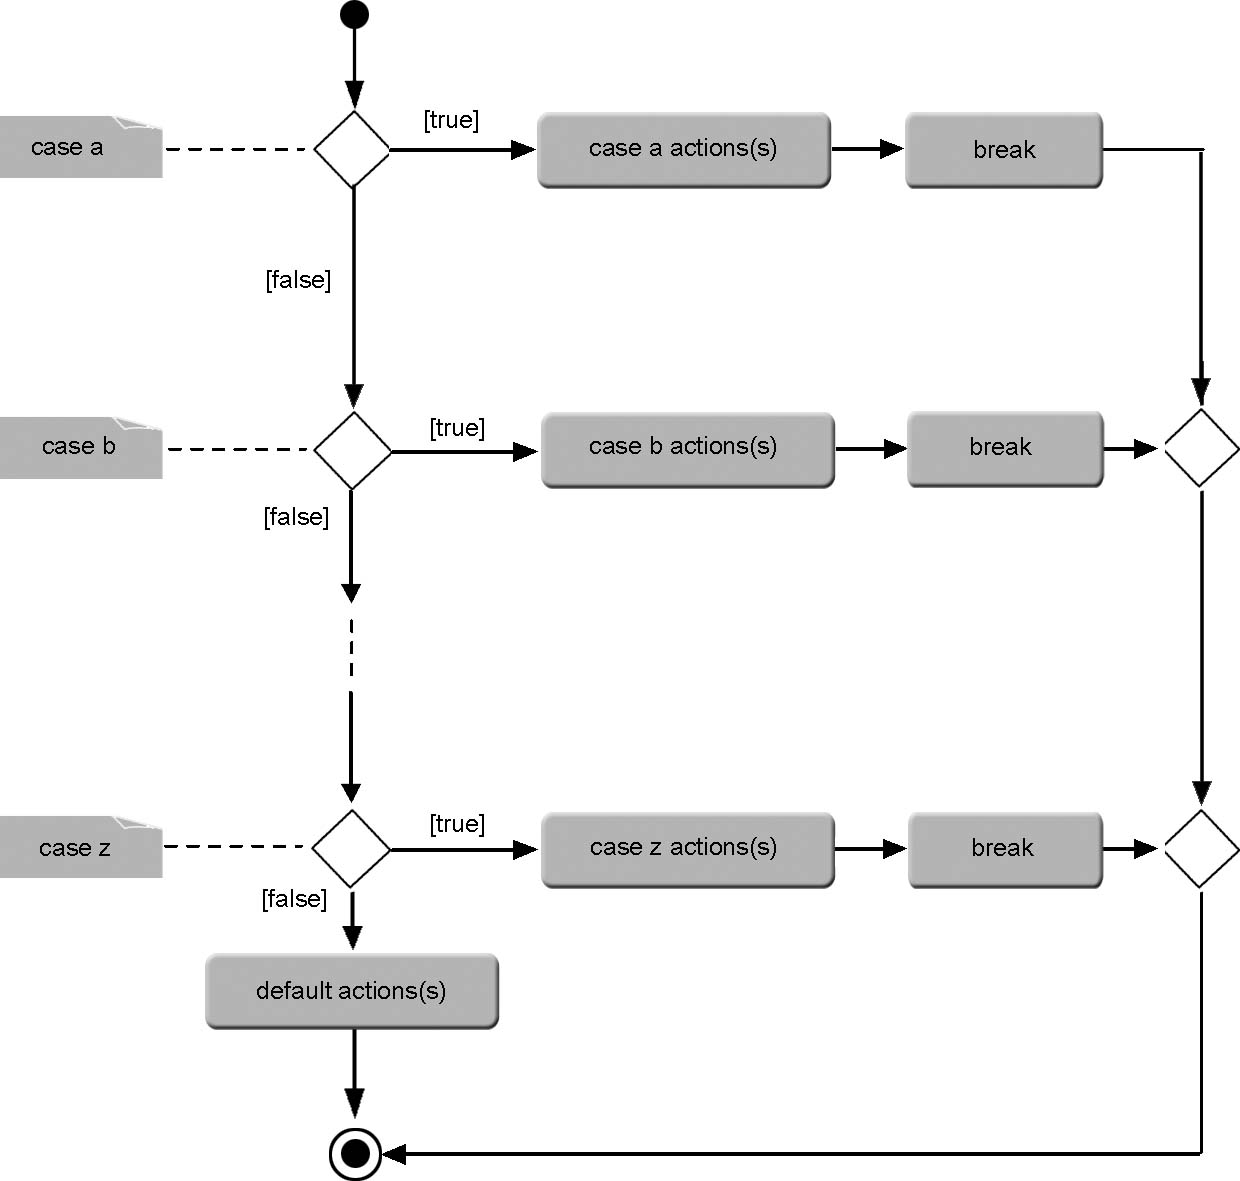 [true]
case a
case a actions(s)
break
[false]
[true]
case b
case b actions(s)
break
[false]
[true]
case z
case z actions(s)
break
[false]
default actions(s)